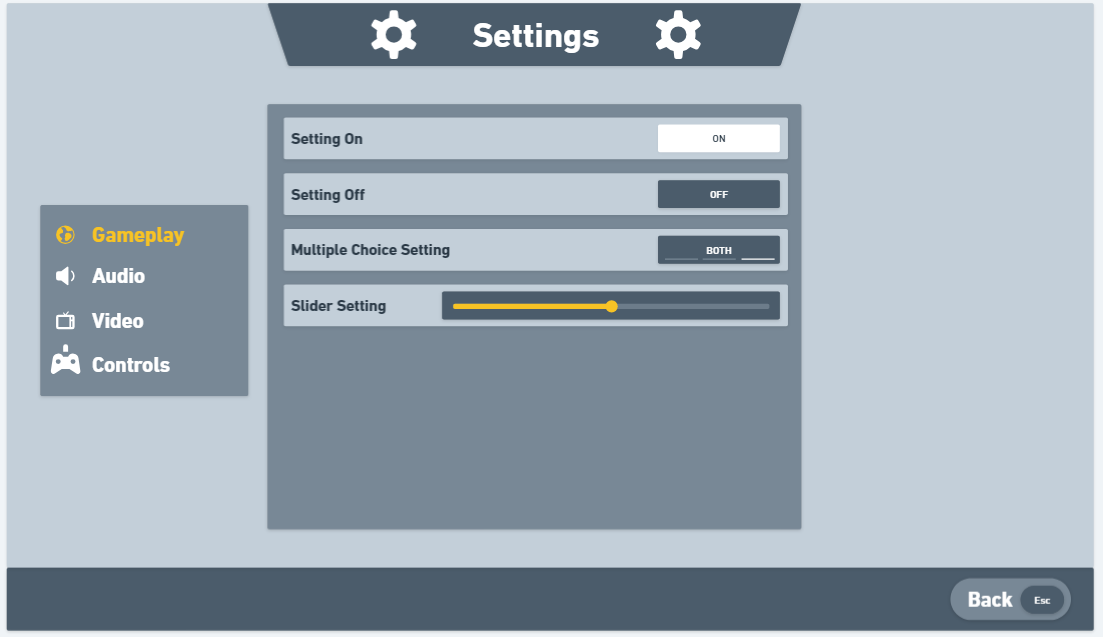 Settings
Setting On
ON
Setting Off
OFF
Multiple Choice Setting
BOTH
Slider Setting
Gameplay
Audio
Video
Controls
Back Esc